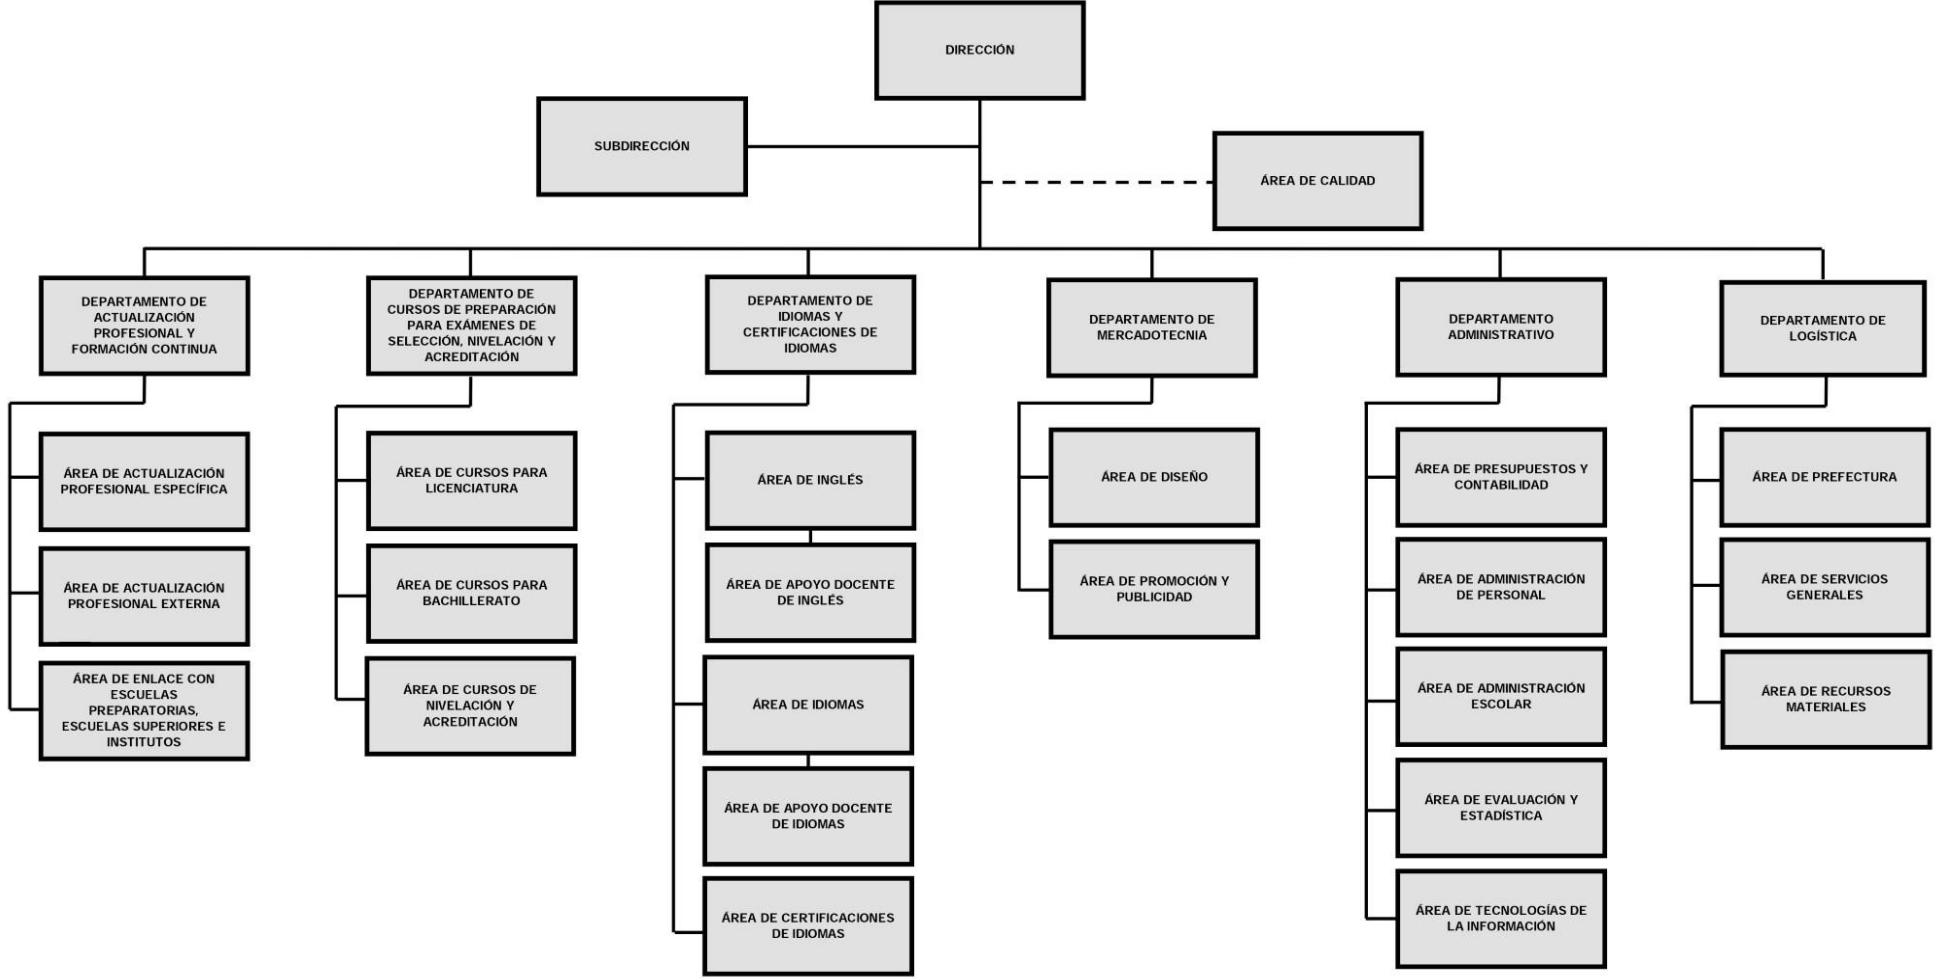 DIRECCIÓN
SUBDIRECCIÓN
ÁREA DE CALIDAD
DEPARTAMENTO DE
ACTUALIZACIÓN
PROFESIONAL Y
FORMACIÓN CONTINUA
DEPARTAMENTO DE
CURSOS DE PREPARACIÓN
PARA EXÁMENES DE
SELECCIÓN, NIVELACIÓN Y
ACREDITACIÓN
DEPARTAMENTO DE
IDIOMAS Y
CERTIFICACIONES DE
IDIOMAS
DEPARTAMENTO DE
MERCADOTECNIA
DEPARTAMENTO
ADMINISTRATIVO
DEPARTAMENTO DE
LOGÍSTICA
ÁREA DE ACTUALIZACIÓN
PROFESIONAL ESPECÍFICA
ÁREA DE ACTUALIZACIÓN
PROFESIONAL EXTERNA
ÁREA DE ENLACE CON
ESCUELAS
PREPARATORIAS,
ESCUELAS SUPERIORES E
INSTITUTOS
ÁREA DE CURSOS PARA
LICENCIATURA
ÁREA DE CURSOS PARA
BACHILLERATO
ÁREA DE CURSOS DE
NIVELACIÓN Y
ACREDITACIÓN
ÁREA DE INGLÉS
ÁREA DE APOYO DOCENTE
DE INGLÉS
ÁREA DE IDIOMAS
ÁREA DE APOYO DOCENTE
DE IDIOMAS
ÁREA DE CERTIFICACIONES
DE IDIOMAS
ÁREA DE DISEÑO
ÁREA DE PROMOCIÓN Y
PUBLICIDAD
ÁREA DE PRESUPUESTOS Y
CONTABILIDAD
ÁREA DE ADMINISTRACIÓN
DE PERSONAL
ÁREA DE ADMINISTRACIÓN
ESCOLAR
ÁREA DE EVALUACIÓN Y
ESTADÍSTICA
ÁREA DE TECNOLOGÍAS DE
LA INFORMACIÓN
ÁREA DE PREFECTURA
ÁREA DE SERVICIOS
GENERALES
ÁREA DE RECURSOS
MATERIALES